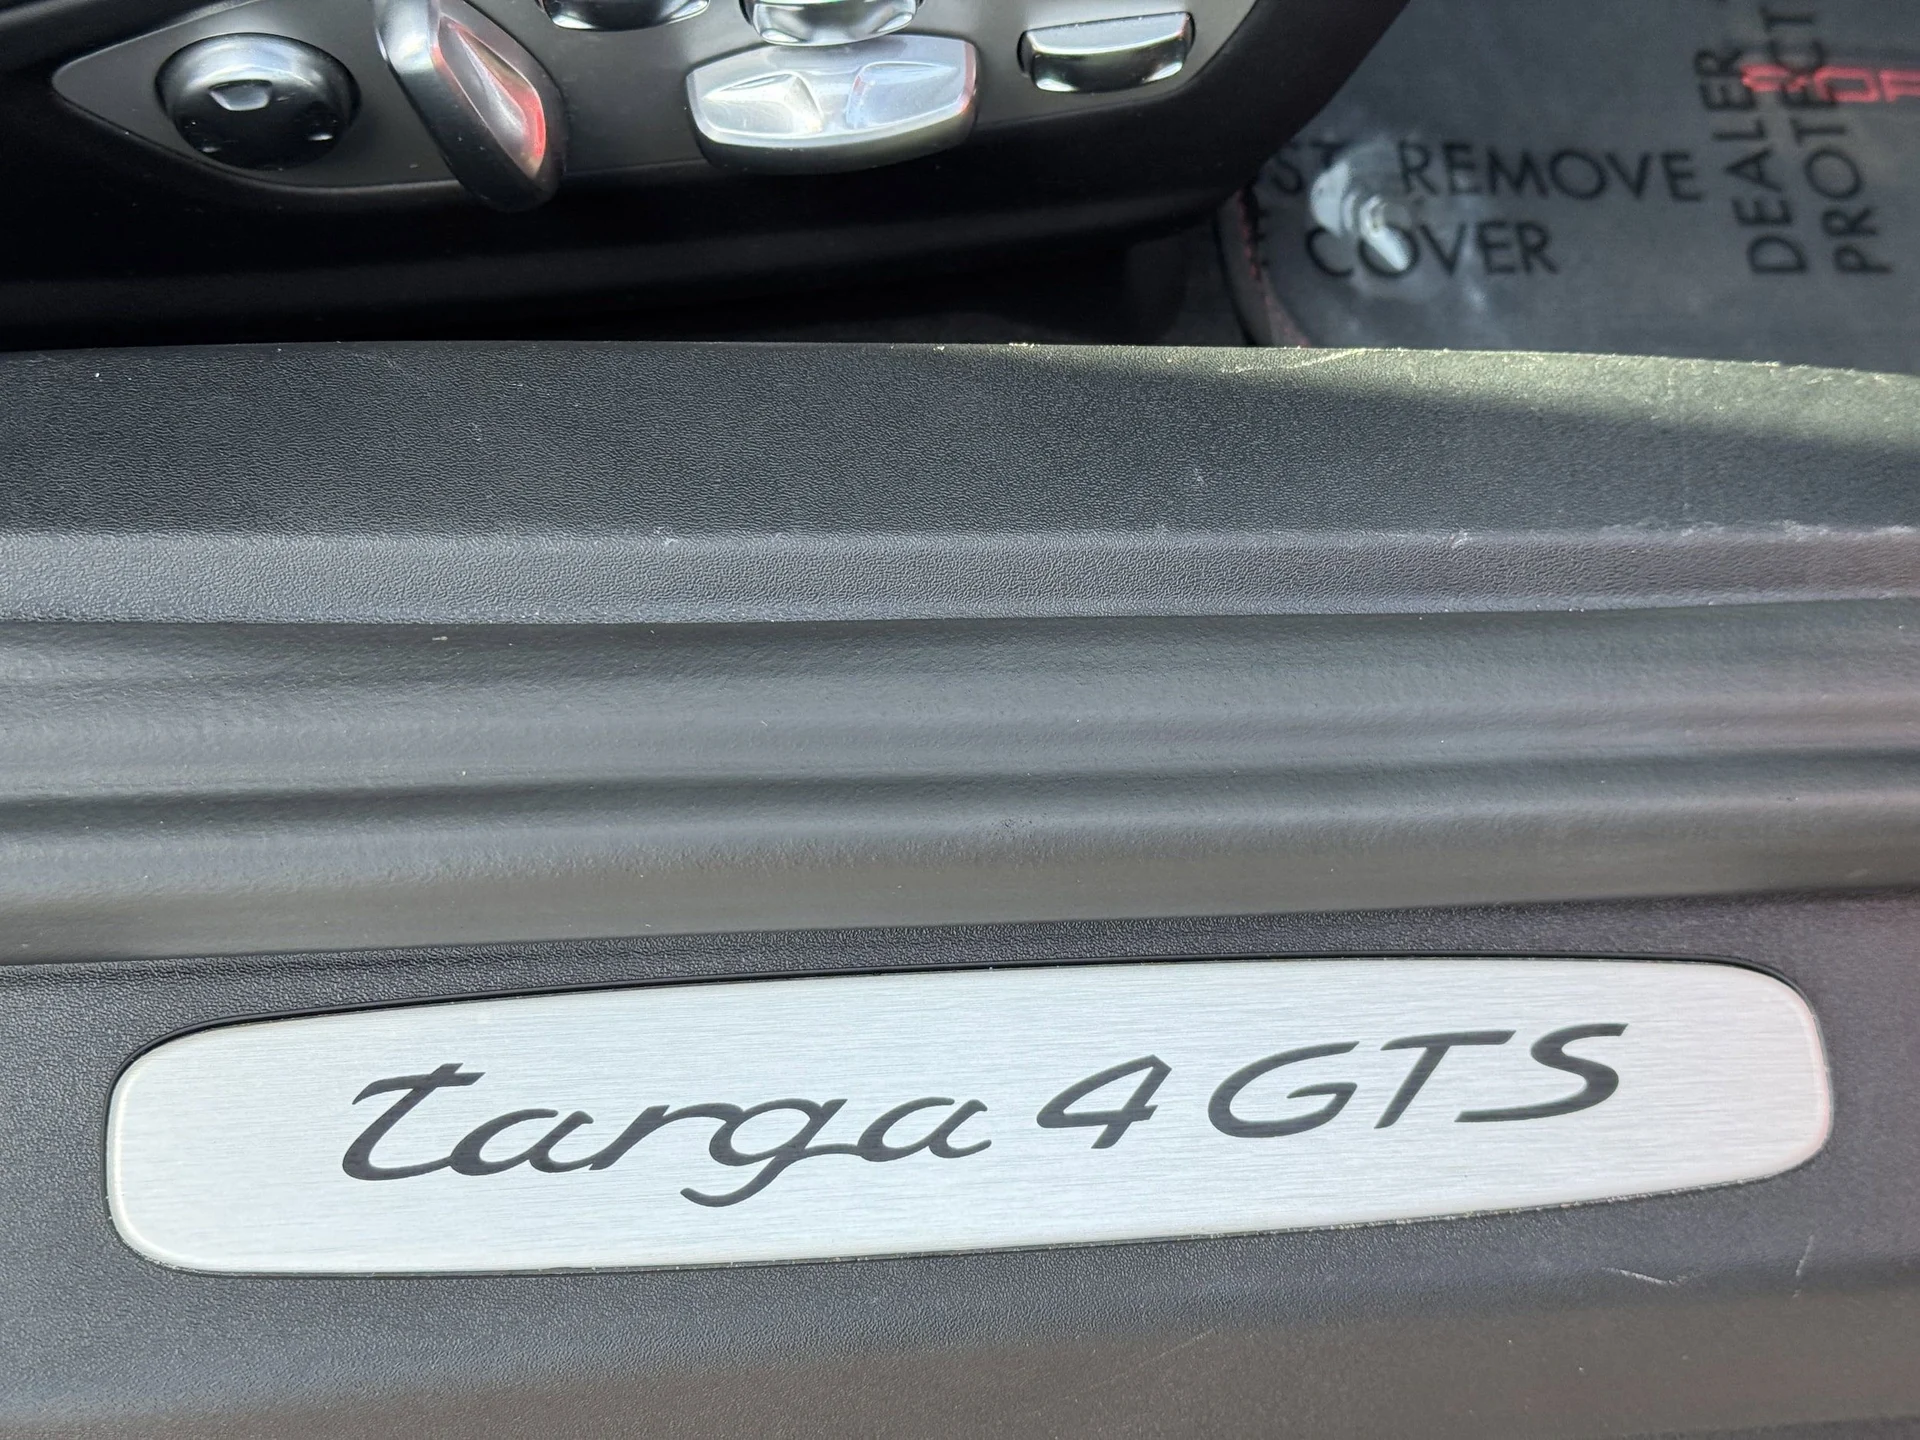 REMOVE
COVER
DEALER
PROTECT
targa 4 GTS